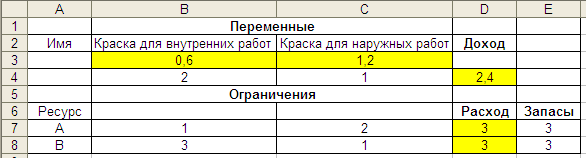 A B C D E
1 Переменные
2 Имя Краска для внутренних работ Краска для наружных работ Доход
3 0,6 1,2
4 2 1 2,4
5 Ограничения
6 Ресурс Расход Запасы
7 A 1 2 3 3
8 B 3 1 3 3